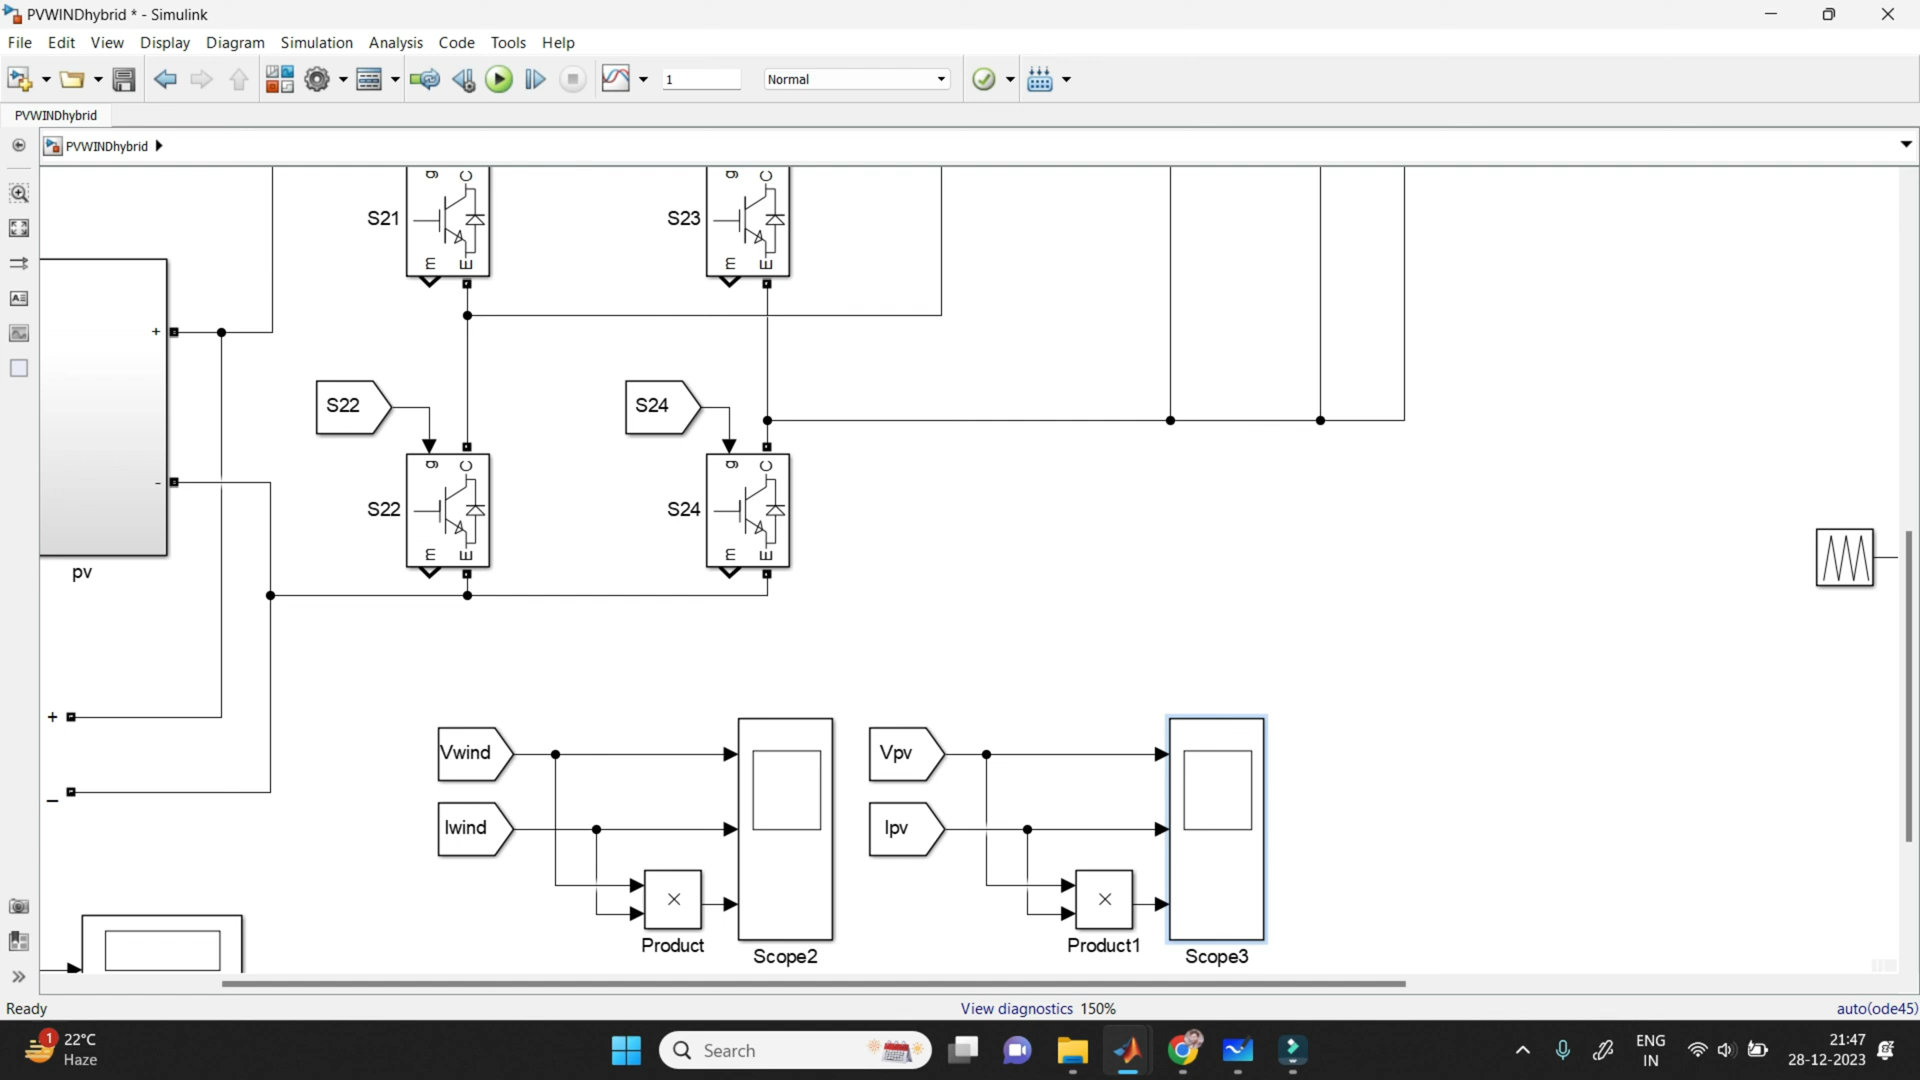 PVWINDhybrid * - Simulink
File Edit View Display Diagram Simulation Analysis Code Tools Help
1 Normal
PVWINDhybrid
PVWINDhybrid
g C
S21
m E
g C
S23
m E
+
-
pv
S22
g C
S22
m E
S24
g C
S24
m E
+
−
Vwind
Iwind
×
Product
Scope2
Vpv
Ipv
×
Product1
Scope3
Ready
View diagnostics 150%
auto(ode45)
1
22°C
Haze
Search
ENG
IN
21:47
28-12-2023